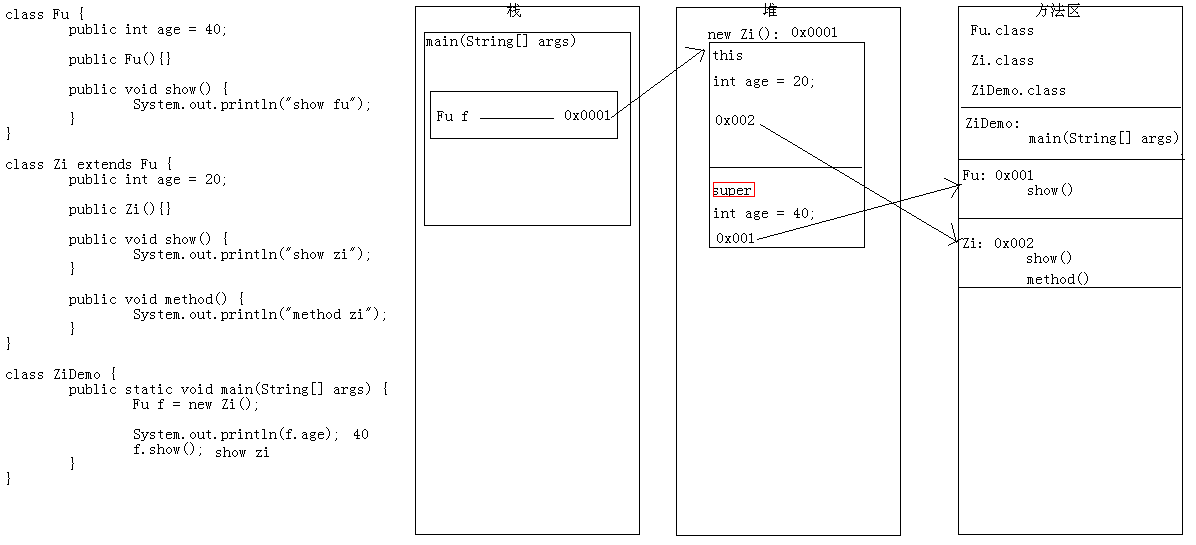 class Fu {
public int age = 40;
public Fu(){}
public void show() {
System.out.println("show fu");
}
}
class Zi extends Fu {
public int age = 20;
public Zi(){}
public void show() {
System.out.println("show zi");
}
public void method() {
System.out.println("method zi");
}
}
class ZiDemo {
public static void main(String[] args) {
Fu f = new Zi();
System.out.println(f.age); 40
f.show(); show zi
}
}
栈
main(String[] args)
Fu f 0x0001
堆
new Zi(): 0x0001
this
int age = 20;
0x002
super
int age = 40;
0x001
方法区
Fu.class
Zi.class
ZiDemo.class
ZiDemo:
main(String[] args)
Fu: 0x001
show()
Zi: 0x002
show()
method()